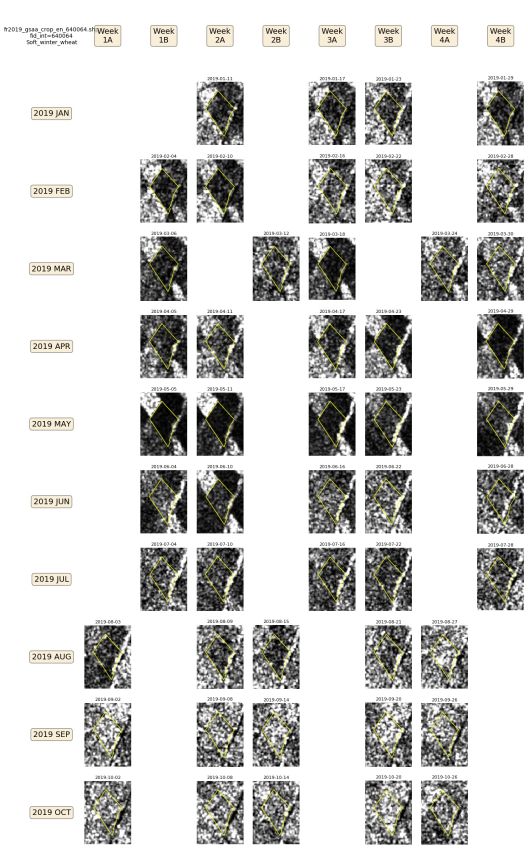 fr2019_gsaa_crop_en_640064.sh
fid_int=640064
Soft_winter_wheat
Week 1A
Week 1B
Week 2A
Week 2B
Week 3A
Week 3B
Week 4A
Week 4B
2019 JAN
2019-01-11
2019-01-17
2019-01-23
2019-01-29
2019 FEB
2019-02-04
2019-02-10
2019-02-16
2019-02-22
2019-02-28
2019 MAR
2019-03-06
2019-03-12
2019-03-18
2019-03-24
2019-03-30
2019 APR
2019-04-05
2019-04-11
2019-04-17
2019-04-23
2019-04-29
2019 MAY
2019-05-05
2019-05-11
2019-05-17
2019-05-23
2019-05-29
2019 JUN
2019-06-04
2019-06-10
2019-06-16
2019-06-22
2019-06-28
2019 JUL
2019-07-04
2019-07-10
2019-07-16
2019-07-22
2019-07-28
2019 AUG
2019-08-03
2019-08-09
2019-08-15
2019-08-21
2019-08-27
2019 SEP
2019-09-02
2019-09-08
2019-09-14
2019-09-20
2019-09-26
2019 OCT
2019-10-02
2019-10-08
2019-10-14
2019-10-20
2019-10-26